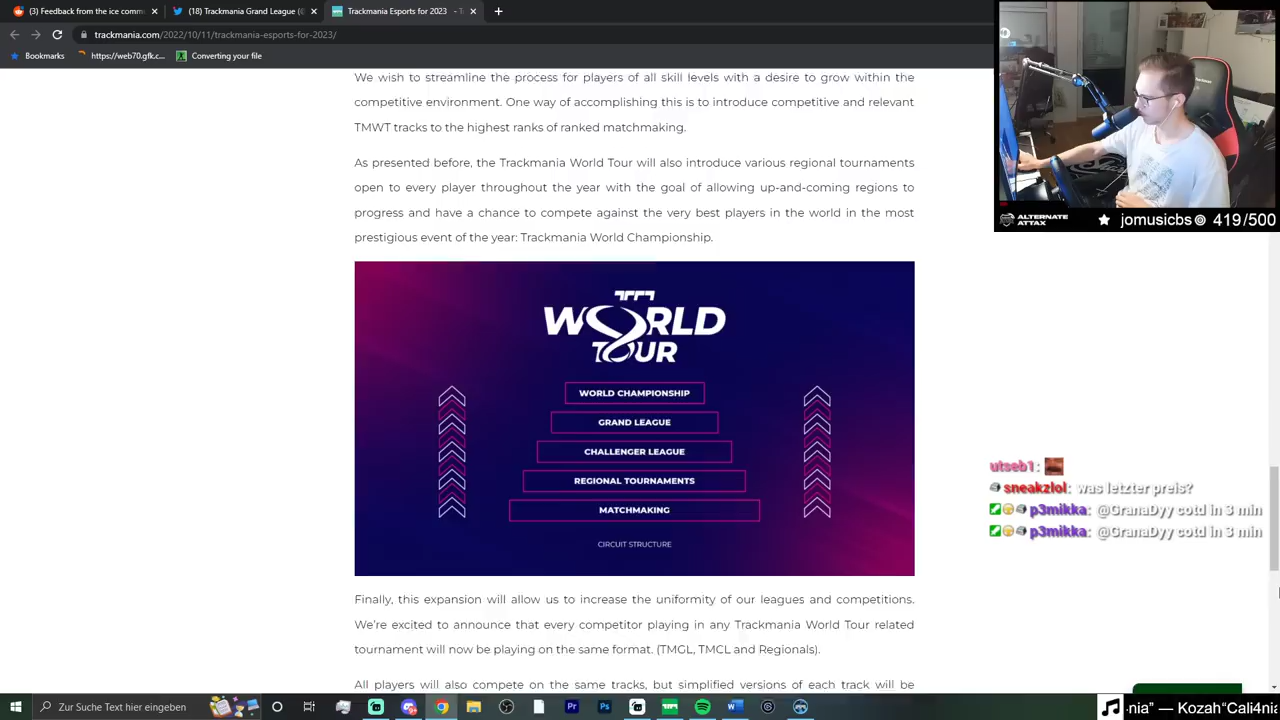 (3) Feedback from the ice comm
(18) Trackmania Grand League (
Trackmania Esports for 2023
trackmania.com/2022/10/11/trackmania-esports-for-2023/
Bookmarks
https://web70.gfk.c...
Converting your file
We wish to streamline the process for players of all skill levels with a desire to grow within the
competitive environment. One way of accomplishing this is to introduce competitive and relevant
TMWT tracks to the highest ranks of ranked matchmaking.
As presented before, the Trackmania World Tour will also introduce various regional tournaments
open to every player throughout the year with the goal of allowing up-and-coming regions to
progress and have a chance to compete against the very best players in the world in the most
prestigious event of the year: Trackmania World Championship.
WORLD
TOUR
WORLD CHAMPIONSHIP
GRAND LEAGUE
CHALLENGER LEAGUE
REGIONAL TOURNAMENTS
MATCHMAKING
CIRCUIT STRUCTURE
Finally, this expansion will allow us to increase the uniformity of our leagues and competitions.
We're excited to announce that every competitor playing in any Trackmania World Tour related
tournament will now be playing on the same format. (TMGL, TMCL and Regionals).
All players will also compete on the same tracks, but simplified versions of each track will be
ALTERNATE
ATTAX
jomusicbs
419/500
utseb1:
sneakzlol: was letzter preis?
p3mikka: @GranaDyy cotd in 3 min
p3mikka: @GranaDyy cotd in 3 min
Zur Suche Text hier eingeben
nia" — Kozah "Cali4nia